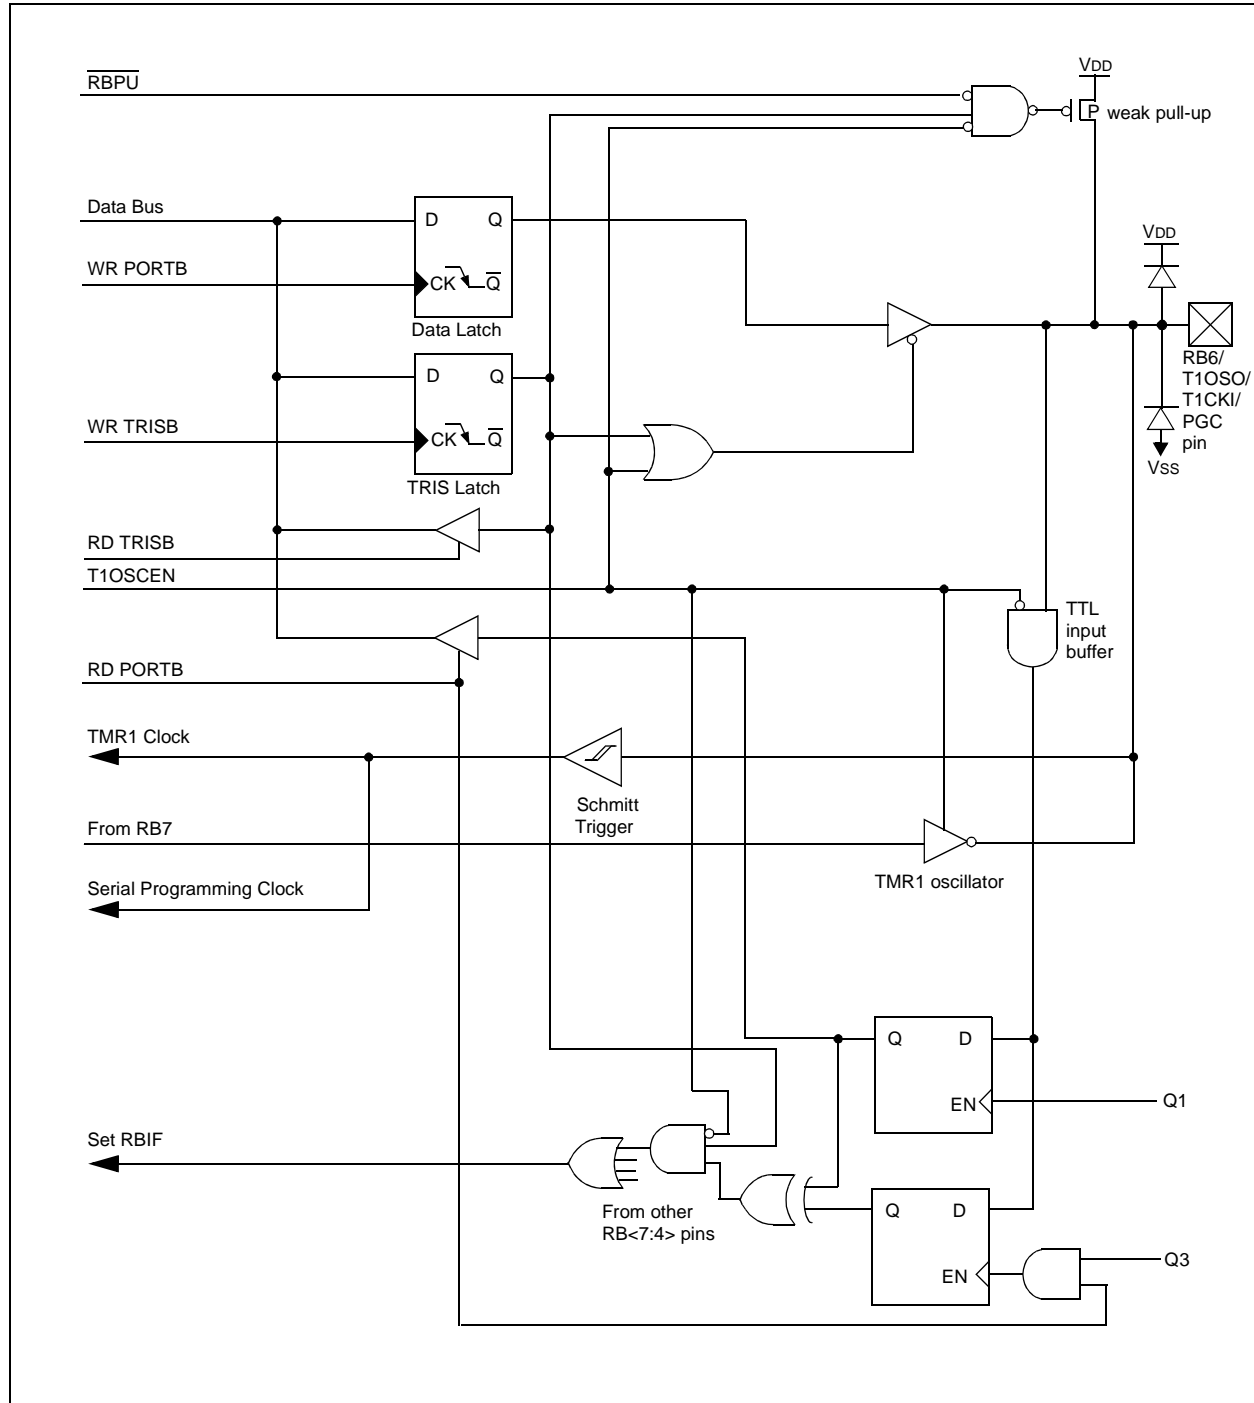 RBPU
VDD
P weak pull-up
Data Bus
D Q
VDD
WR PORTB
CK Q
Data Latch
RB6/
T1OSO/
T1CKI/
PGC
pin
D Q
WR TRISB
CK Q
VSS
TRIS Latch
RD TRISB
T1OSCEN
TTL
input
buffer
RD PORTB
TMR1 Clock
Schmitt
Trigger
From RB7
TMR1 oscillator
Serial Programming Clock
Q D
EN
Q1
Set RBIF
From other
RB<7:4> pins
Q D
EN
Q3